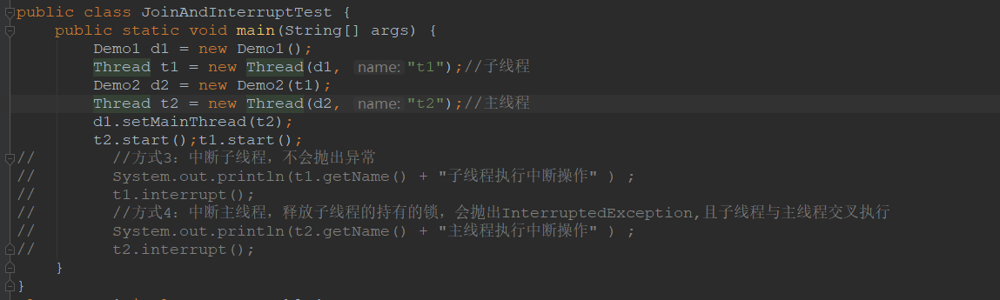 public class JoinAndInterruptTest {
    public static void main(String[] args) {
        Demo1 d1 = new Demo1();
        Thread t1 = new Thread(d1, name: "t1");//子线程
        Demo2 d2 = new Demo2(t1);
        Thread t2 = new Thread(d2, name: "t2");//主线程
        d1.setMainThread(t2);
        t2.start();t1.start();
//        //方式3：中断子线程，不会抛出异常
//        System.out.println(t1.getName() + "子线程执行中断操作" ) ;
//        t1.interrupt();
//        //方式4：中断主线程，释放子线程的持有的锁，会抛出InterruptedException,且子线程与主线程交叉执行
//        System.out.println(t2.getName() + "主线程执行中断操作" ) ;
//        t2.interrupt();
    }
}